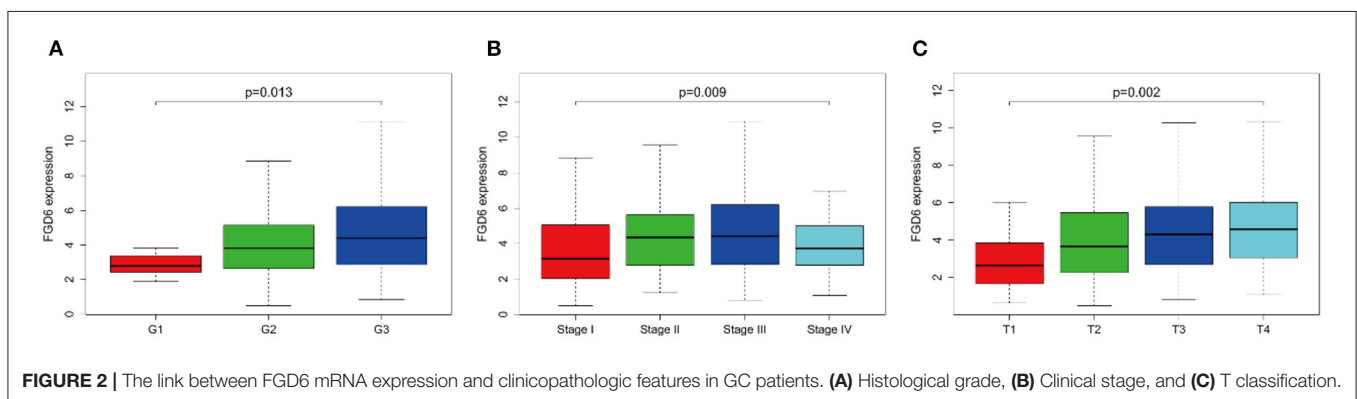 A
p=0.013
FGD6 expression
12
10
8
6
4
2
0
G1 G2 G3
B
p=0.009
FGD6 expression
12
10
8
6
4
2
0
Stage I Stage II Stage III Stage IV
C
p=0.002
FGD6 expression
12
10
8
6
4
2
T1 T2 T3 T4
FIGURE 2 | The link between FGD6 mRNA expression and clinicopathologic features in GC patients. (A) Histological grade, (B) Clinical stage, and (C) T classification.